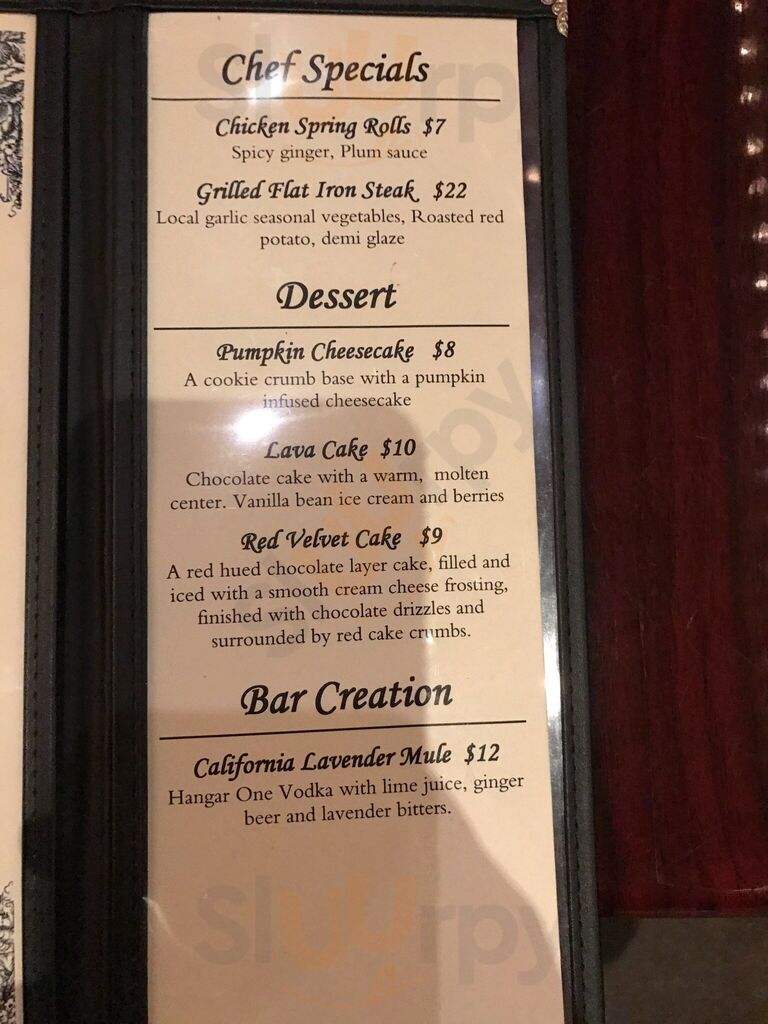 Chef Specials
Chicken Spring Rolls $7
Spicy ginger, Plum sauce
Grilled Flat Iron Steak $22
Local garlic seasonal vegetables, Roasted red
potato, demi glaze
Dessert
Pumpkin Cheesecake $8
A cookie crumb base with a pumpkin
infused cheesecake
Lava Cake $10
Chocolate cake with a warm, molten
center. Vanilla bean ice cream and berries
Red Velvet Cake $9
A red hued chocolate layer cake, filled and
iced with a smooth cream cheese frosting,
finished with chocolate drizzles and
surrounded by red cake crumbs.
Bar Creation
California Lavender Mule $12
Hangar One Vodka with lime juice, ginger
beer and lavender bitters.
Sluurpy